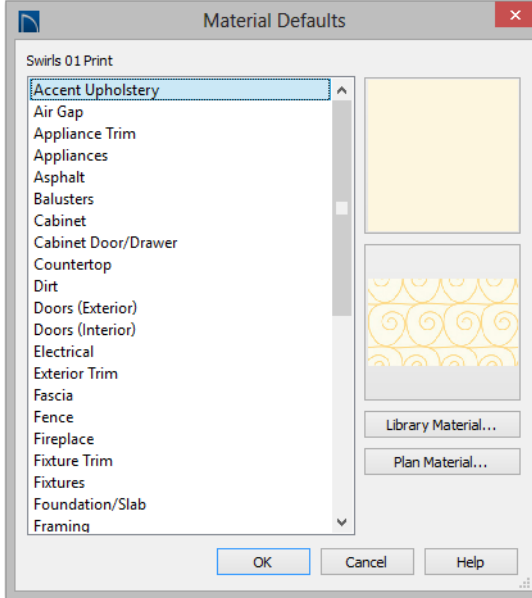 Material Defaults
Swirls 01 Print
Accent Upholstery
Air Gap
Appliance Trim
Appliances
Asphalt
Balusters
Cabinet
Cabinet Door/Drawer
Countertop
Dirt
Doors (Exterior)
Doors (Interior)
Electrical
Exterior Trim
Fascia
Fence
Fireplace
Fixture Trim
Fixtures
Foundation/Slab
Framing
Library Material...
Plan Material...
OK
Cancel
Help